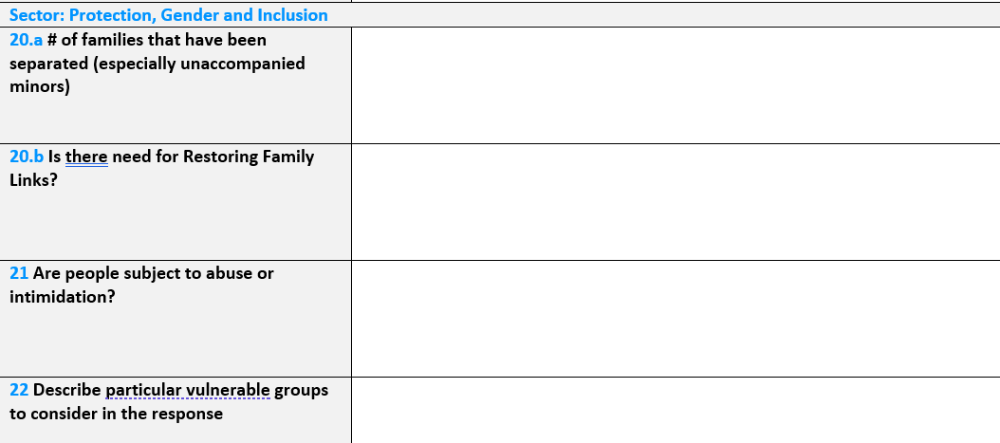 Sector: Protection, Gender and Inclusion
20.a # of families that have been
separated (especially unaccompanied
minors)
20.b Is there need for Restoring Family
Links?
21 Are people subject to abuse or
intimidation?
22 Describe particular vulnerable groups
to consider in the response